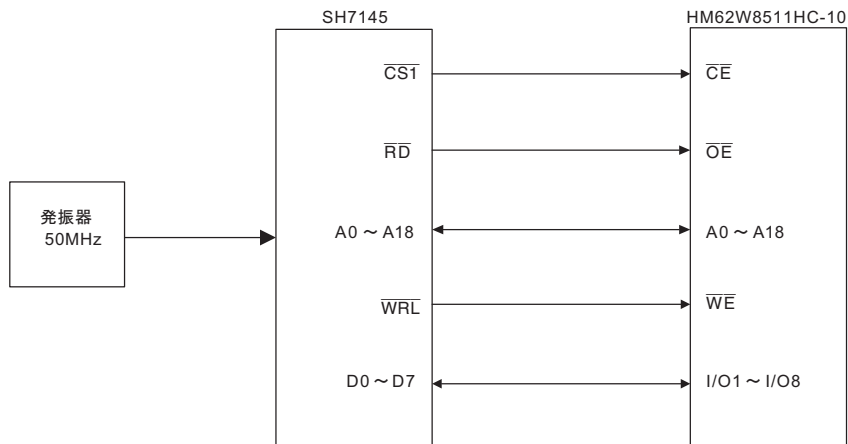 SH7145 HM62W8511HC-10
CS1 CE
RD OE
発振器
50MHz
A0 ~ A18 A0 ~ A18
WRL WE
D0~D7 I/O1~I/O8